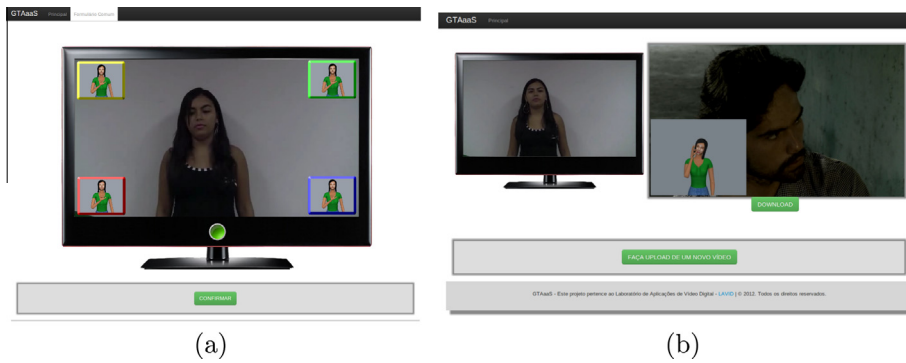 GTAaaS Principal Formulário Comum
CONFIRMAR
(a)
GTAaaS Principal
DOWNLOAD
FAÇA UPLOAD DE UM NOVO VÍDEO
GTAaaS - Este projeto pertence ao Laboratório de Aplicações de Vídeo Digital - LAVID | © 2012. Todos os direitos reservados.
(b)